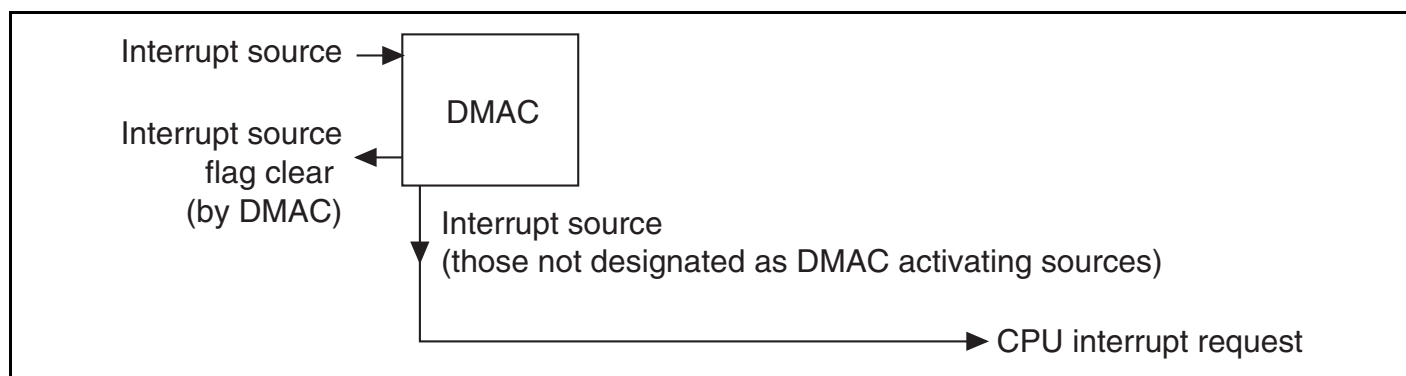 Interrupt source
DMAC
Interrupt source
flag clear
(by DMAC)
Interrupt source
(those not designated as DMAC activating sources)
CPU interrupt request